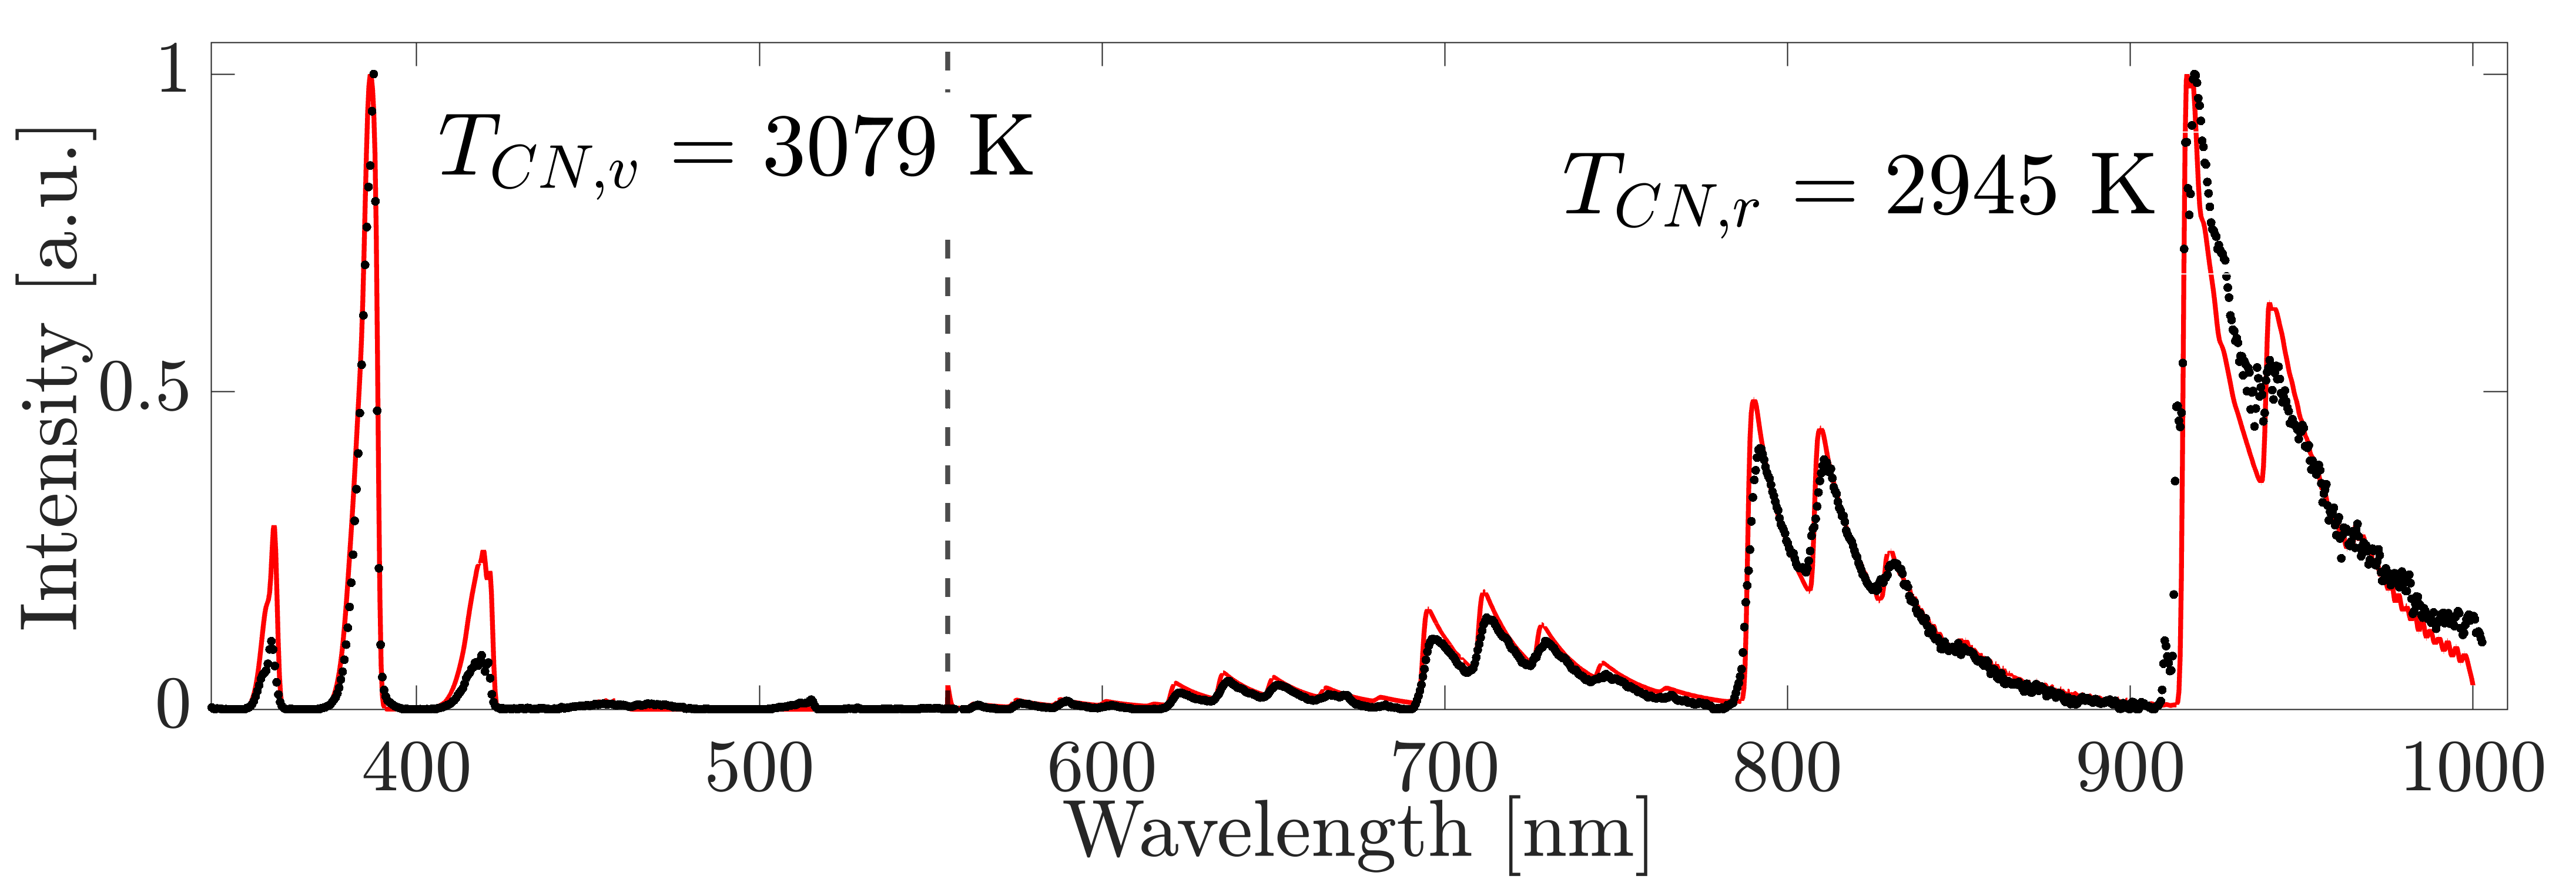 1
0.5
0
Intensity [a.u.]
T_{CN,v} = 3079 K
T_{CN,r} = 2945 K
400 500 600 700 800 900 1000
Wavelength [nm]